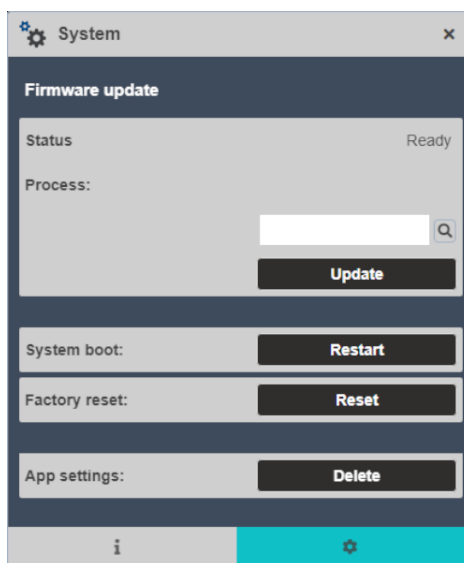 System ×
Firmware update
Status Ready
Process:
Update
System boot: Restart
Factory reset: Reset
App settings: Delete
i